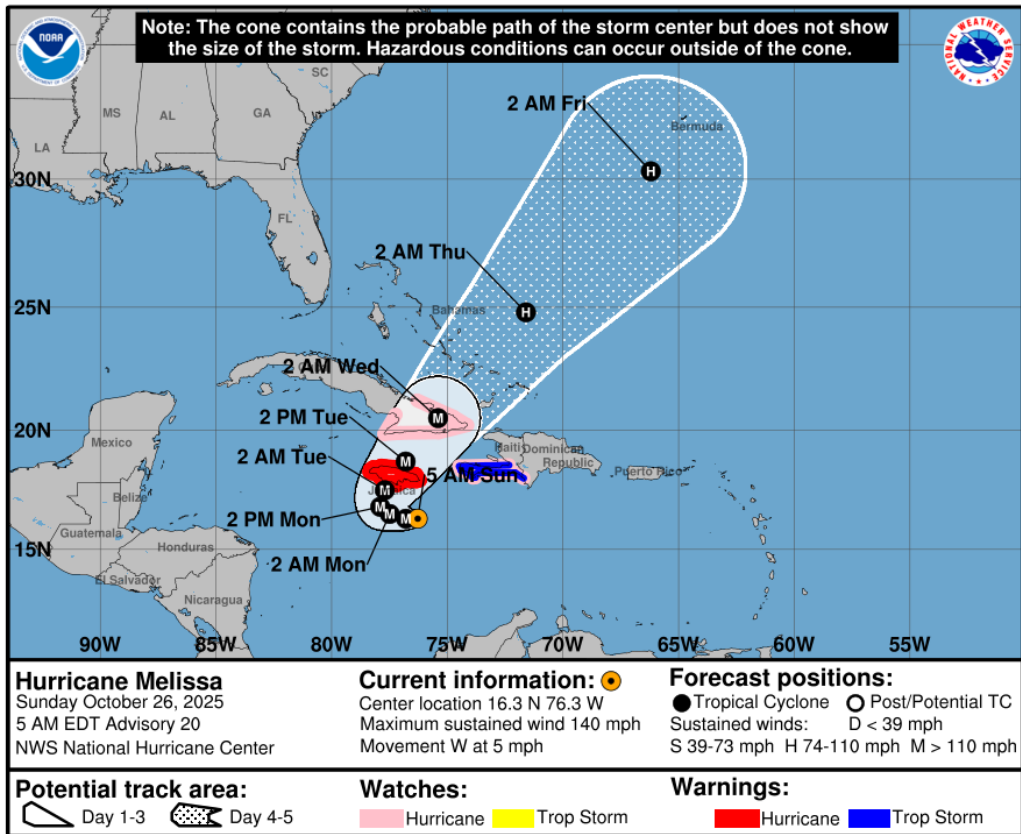 Note: The cone contains the probable path of the storm center but does not show
the size of the storm. Hazardous conditions can occur outside of the cone.
NOAA
NATIONAL WEATHER SERVICE
SC
MS
AL
GA
LA
FL
2 AM Fri
Bermuda
30N
2 AM Thu
25N
Bahamas
2 AM Wed
2 PM Tue
20N
Mexico
2 AM Tue
5 AM Sun
Haiti
Dominican
Republic
Puerto Rico
Jamaica
Belize
2 PM Mon
Guatemala
Honduras
15N
2 AM Mon
El Salvador
Nicaragua
H
H
M
M
M
M
M
M
90W 85W 80W 75W 70W 65W 60W 55W
Hurricane Melissa
Sunday October 26, 2025
5 AM EDT Advisory 20
NWS National Hurricane Center
Current information:
Center location 16.3 N 76.3 W
Maximum sustained wind 140 mph
Movement W at 5 mph
Forecast positions:
Tropical Cyclone Post/Potential TC
Sustained winds: D < 39 mph
S 39-73 mph H 74-110 mph M > 110 mph
Potential track area:
Day 1-3 Day 4-5
Watches:
Hurricane Trop Storm
Warnings:
Hurricane Trop Storm